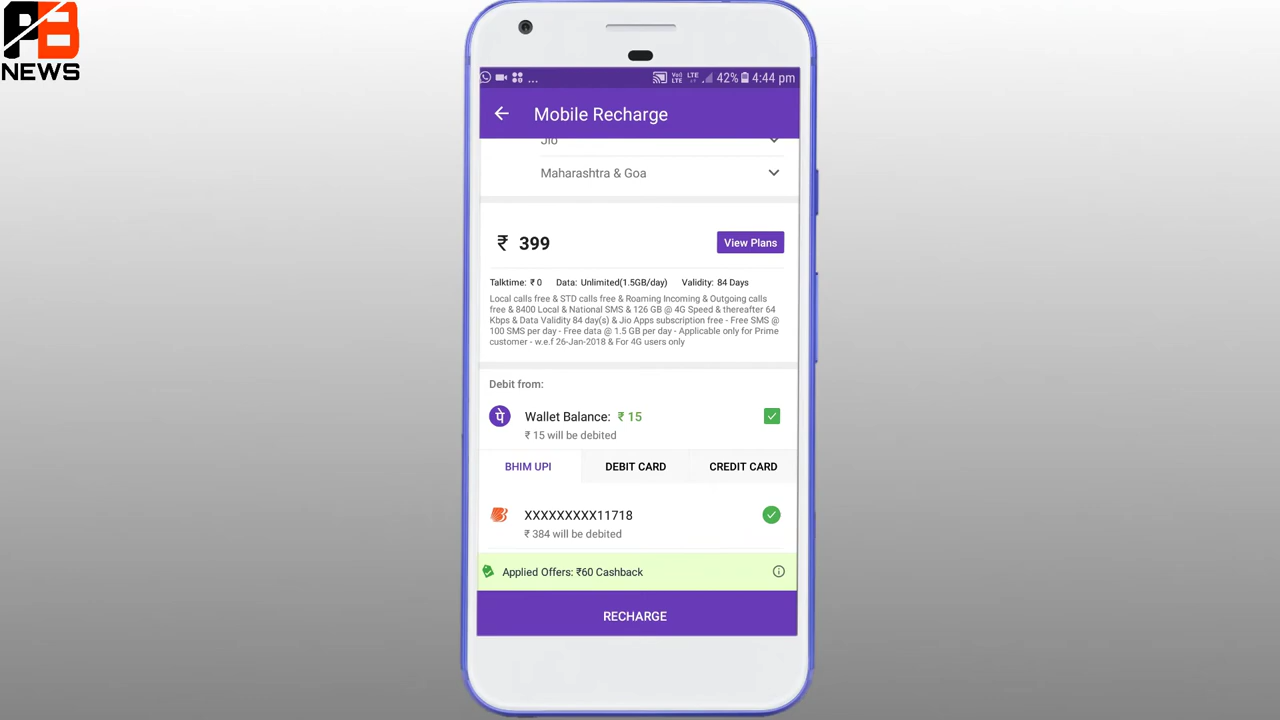 PB
NEWS
... LTE 42% 4:44 pm
Mobile Recharge
Jio
Maharashtra & Goa
₹ 399
View Plans
Talktime: ₹ 0 Data: Unlimited(1.5GB/day) Validity: 84 Days
Local calls free & STD calls free & Roaming Incoming & Outgoing calls
free & 8400 Local & National SMS & 126 GB @ 4G Speed & thereafter 64
Kbps & Data Validity 84 day(s) & Jio Apps subscription free - Free SMS @
100 SMS per day - Free data @ 1.5 GB per day - Applicable only for Prime
customer - w.e.f 26-Jan-2018 & For 4G users only
Debit from:
पे Wallet Balance: ₹ 15
₹ 15 will be debited
BHIM UPI DEBIT CARD CREDIT CARD
XXXXXXXXX11718
₹ 384 will be debited
Applied Offers: ₹60 Cashback
RECHARGE